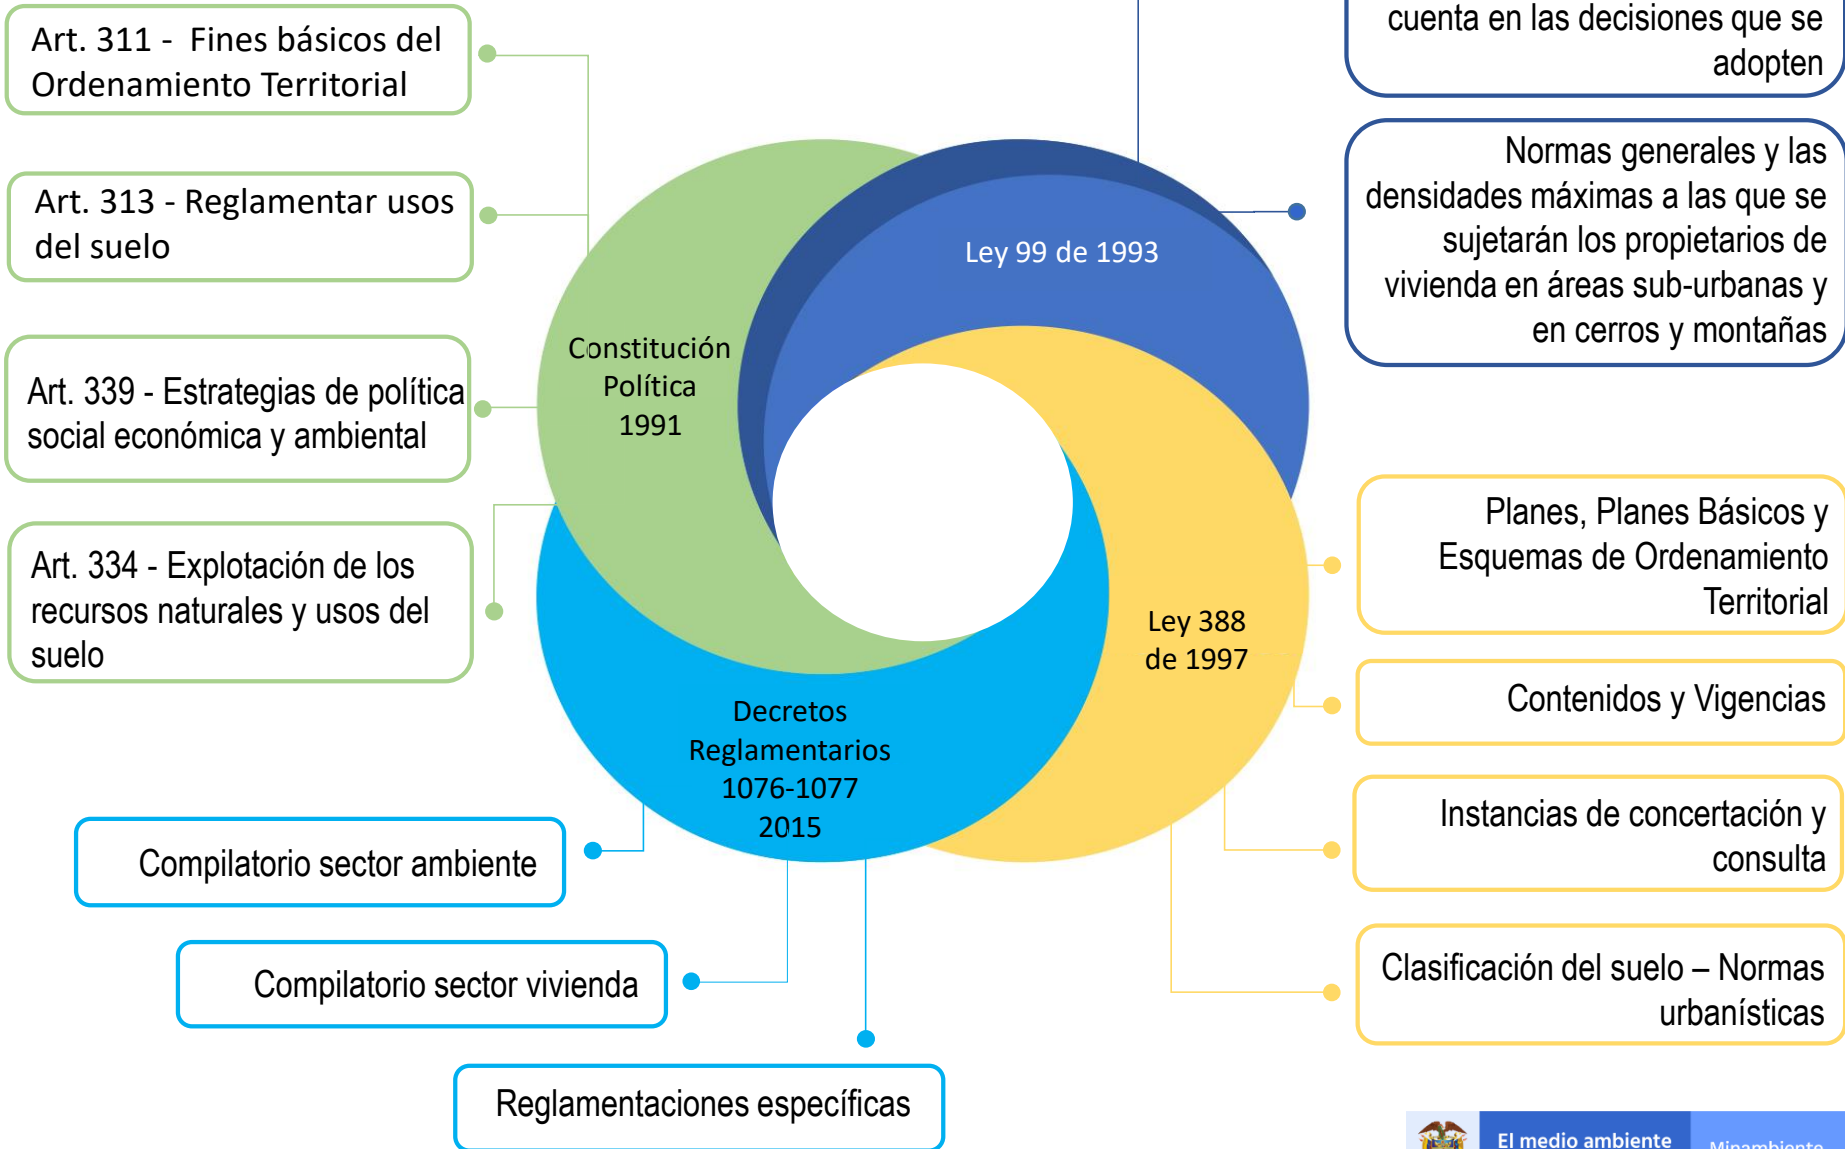 Art. 311 - Fines básicos del
Ordenamiento Territorial
Art. 313 - Reglamentar usos
del suelo
Art. 339 - Estrategias de política
social económica y ambiental
Art. 334 - Explotación de los
recursos naturales y usos del
suelo
Constitución
Política
1991
Ley 99 de 1993
Ley 388
de 1997
Decretos
Reglamentarios
1076-1077
2015
cuenta en las decisiones que se
adopten
Normas generales y las
densidades máximas a las que se
sujetarán los propietarios de
vivienda en áreas sub-urbanas y
en cerros y montañas
Planes, Planes Básicos y
Esquemas de Ordenamiento
Territorial
Contenidos y Vigencias
Instancias de concertación y
consulta
Clasificación del suelo – Normas
urbanísticas
Compilatorio sector ambiente
Compilatorio sector vivienda
Reglamentaciones específicas
El medio ambiente
Minambiente